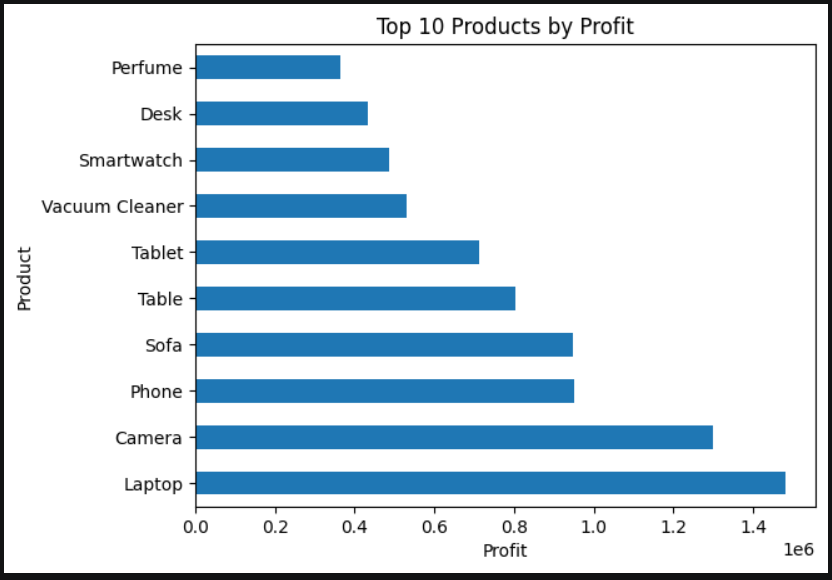 Top 10 Products by Profit
Product
Perfume
Desk
Smartwatch
Vacuum Cleaner
Tablet
Table
Sofa
Phone
Camera
Laptop
0.0 0.2 0.4 0.6 0.8 1.0 1.2 1.4
Profit
1e6